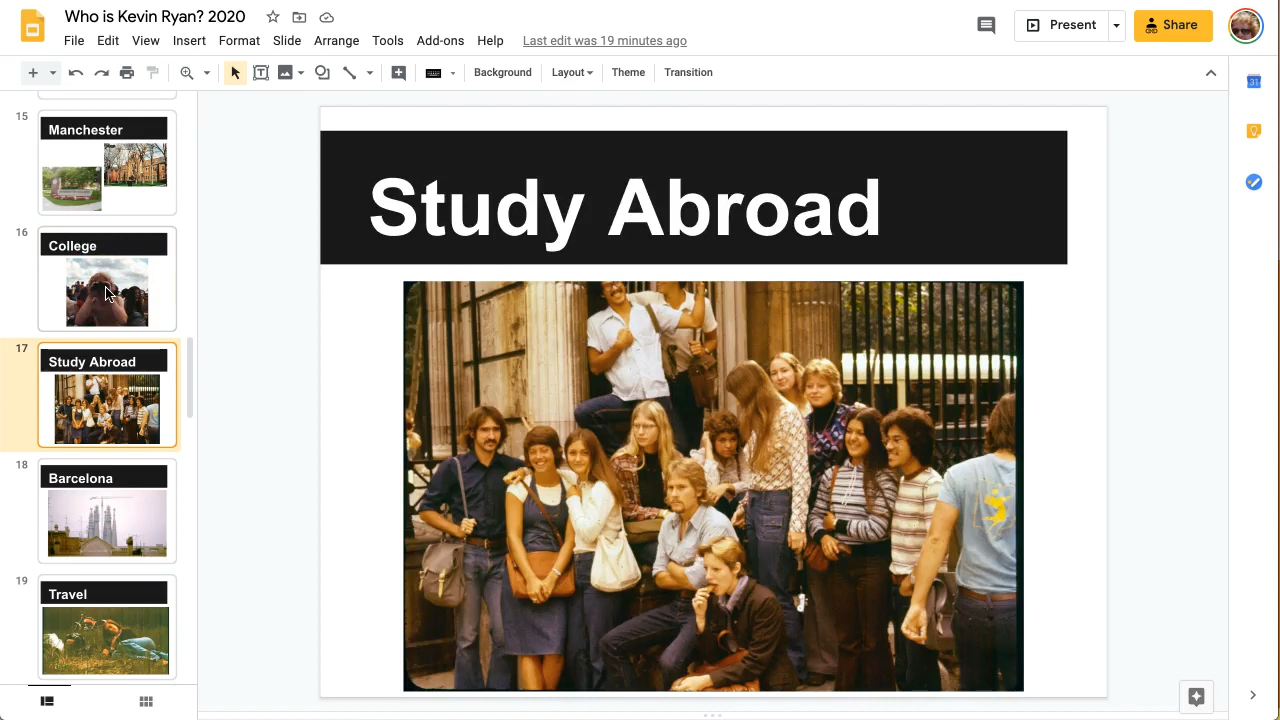 Who is Kevin Ryan? 2020
File Edit View Insert Format Slide Arrange Tools Add-ons Help Last edit was 19 minutes ago
Present
Share
Background Layout Theme Transition
31
15
Manchester
16
College
17
Study Abroad
18
Barcelona
19
Travel
Study Abroad